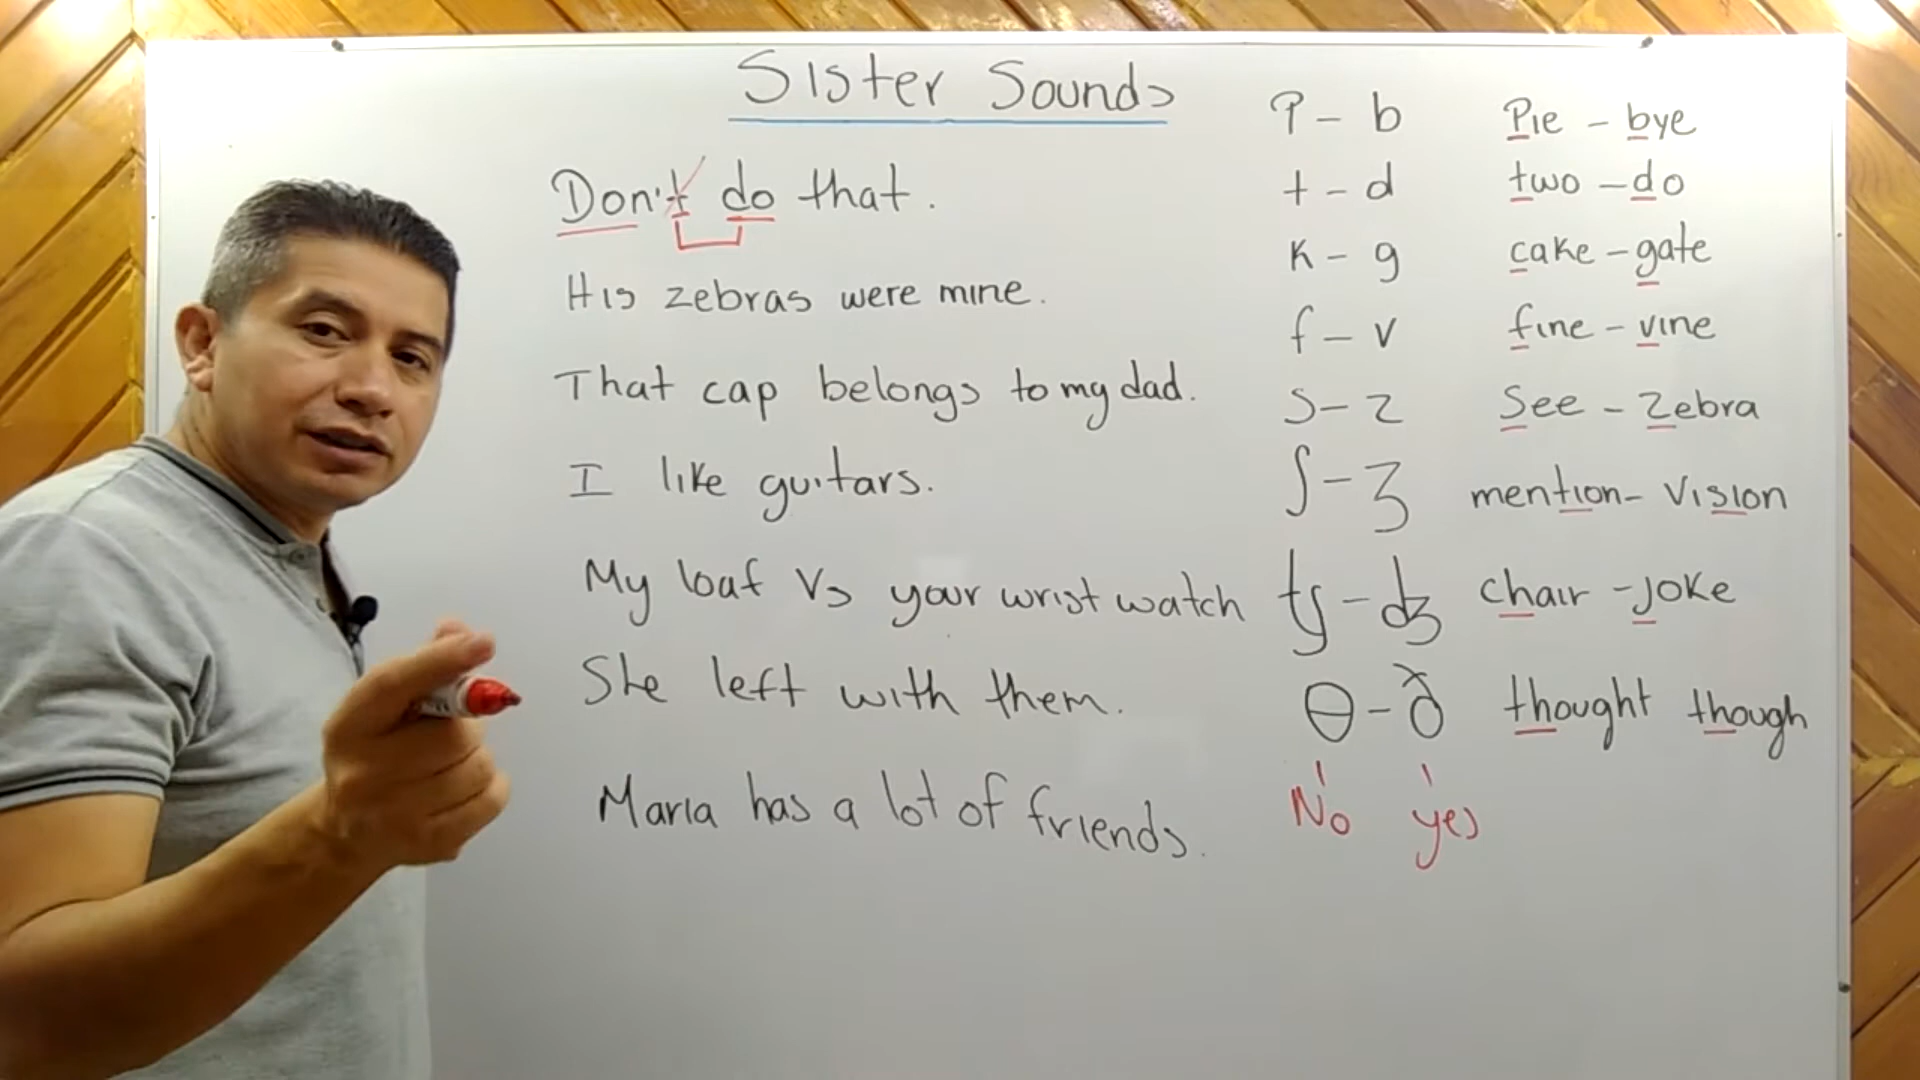 Sister Sounds
Don't do that.
His zebras were mine.
That cap belongs to my dad.
I like guitars.
My loaf Vs your wristwatch
She left with them.
Maria has a lot of friends.
P - b Pie - bye
t - d two - do
k - g cake - gate
f - v fine - vine
s - z See - Zebra
ʃ - ʒ mention - Vision
tʃ - dʒ chair - Joke
θ - ð thought though
No yes